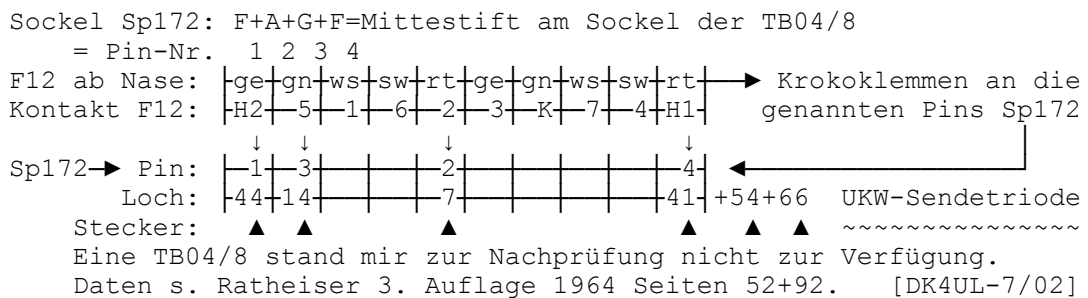 Sockel Sp172: F+A+G+F=Mittestift am Sockel der TB04/8
= Pin-Nr. 1 2 3 4
F12 ab Nase: ├ge┼gn┼ws┼sw┼rt┼ge┼gn┼ws┼sw┼rt┼──► Krokoklemmen an die
Kontakt F12: ├H2┼─5┼─1┼─6┼─2┼─3┼─K┼─7┼─4┼H1┤ genannten Pins Sp172
↓ ↓ ↓ ↓
Sp172─► Pin: ├─1┼─3┼──┼──┼─2┼──┼──┼──┼──┼─4┤ ◄
Loch: ├44┼14┼──┼──┼─7┼──┼──┼──┼──┼41┤ +54+66 UKW-Sendetriode
Stecker: ▲ ▲ ▲ ▲ ▲ ▲ ~~~~~~~~~~~~~~~
Eine TB04/8 stand mir zur Nachprüfung nicht zur Verfügung.
Daten s. Ratheiser 3. Auflage 1964 Seiten 52+92. [DK4UL-7/02]